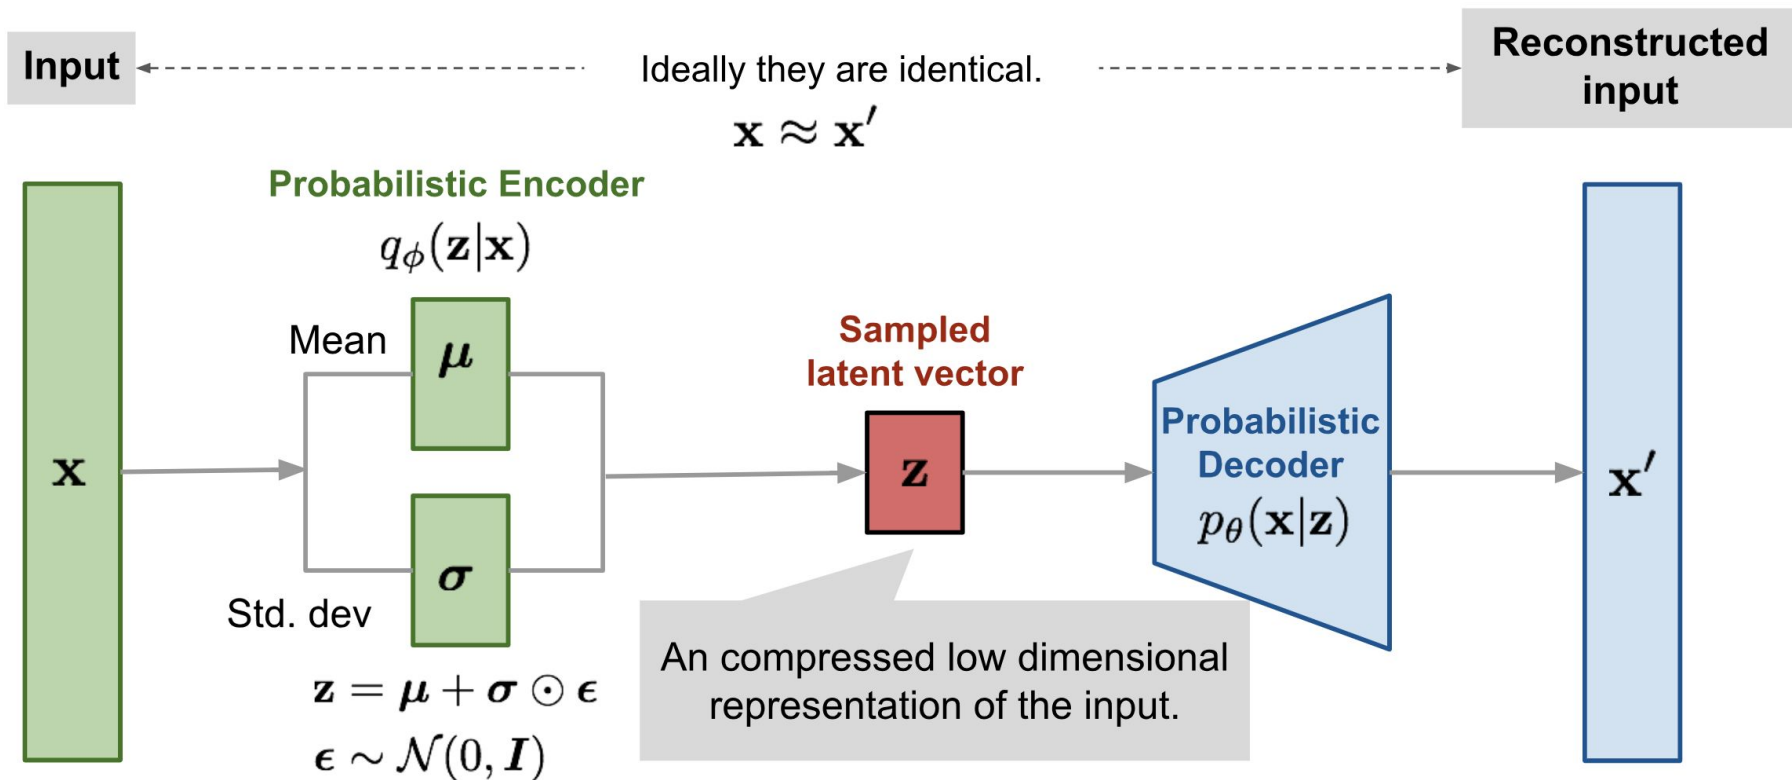 Input
Ideally they are identical.
x ≈ x′
Reconstructed
input
Probabilistic Encoder
qϕ(z|x)
Mean
μ
x
σ
Std. dev
z = μ + σ ⊙ ϵ
ϵ ∼ 𝒩(0, I)
Sampled
latent vector
z
An compressed low dimensional
representation of the input.
Probabilistic
Decoder
pθ(x|z)
x′